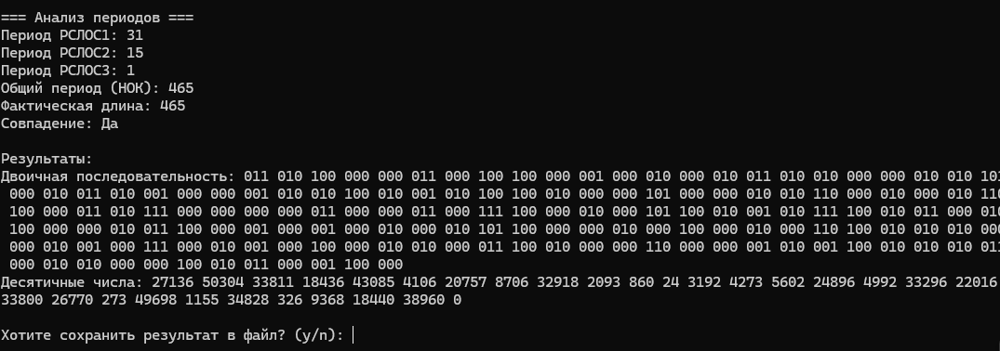 === Анализ периодов ===
Период РСЛОС1: 31
Период РСЛОС2: 15
Период РСЛОС3: 1
Общий период (НОК): 465
Фактическая длина: 465
Совпадение: Да
Результаты:
Двоичная последовательность: 011 010 100 000 000 011 000 100 100 000 001 000 010 000 010 011 010 010 000 000 010 010 101
000 010 011 010 001 000 000 001 010 010 100 010 001 010 100 100 010 000 000 101 000 000 010 010 110 000 010 000 010 110
100 000 011 010 111 000 000 000 000 011 000 000 011 000 111 100 000 010 000 101 100 010 001 010 111 100 010 011 000 010
100 000 000 010 011 100 000 001 000 001 000 010 000 010 101 100 000 000 010 000 100 000 010 000 110 100 010 010 010 000
000 010 001 000 111 000 010 001 000 100 000 010 010 000 011 100 010 000 000 110 000 000 001 010 001 100 010 010 010 011
000 010 010 000 000 100 010 011 000 001 100 000
Десятичные числа: 27136 50304 33811 18436 43085 4106 20757 8706 32918 2093 860 24 3192 4273 5602 24896 4992 33296 22016
33800 26770 273 49698 1155 34828 326 9368 18440 38960 0
Хотите сохранить результат в файл? (y/n):